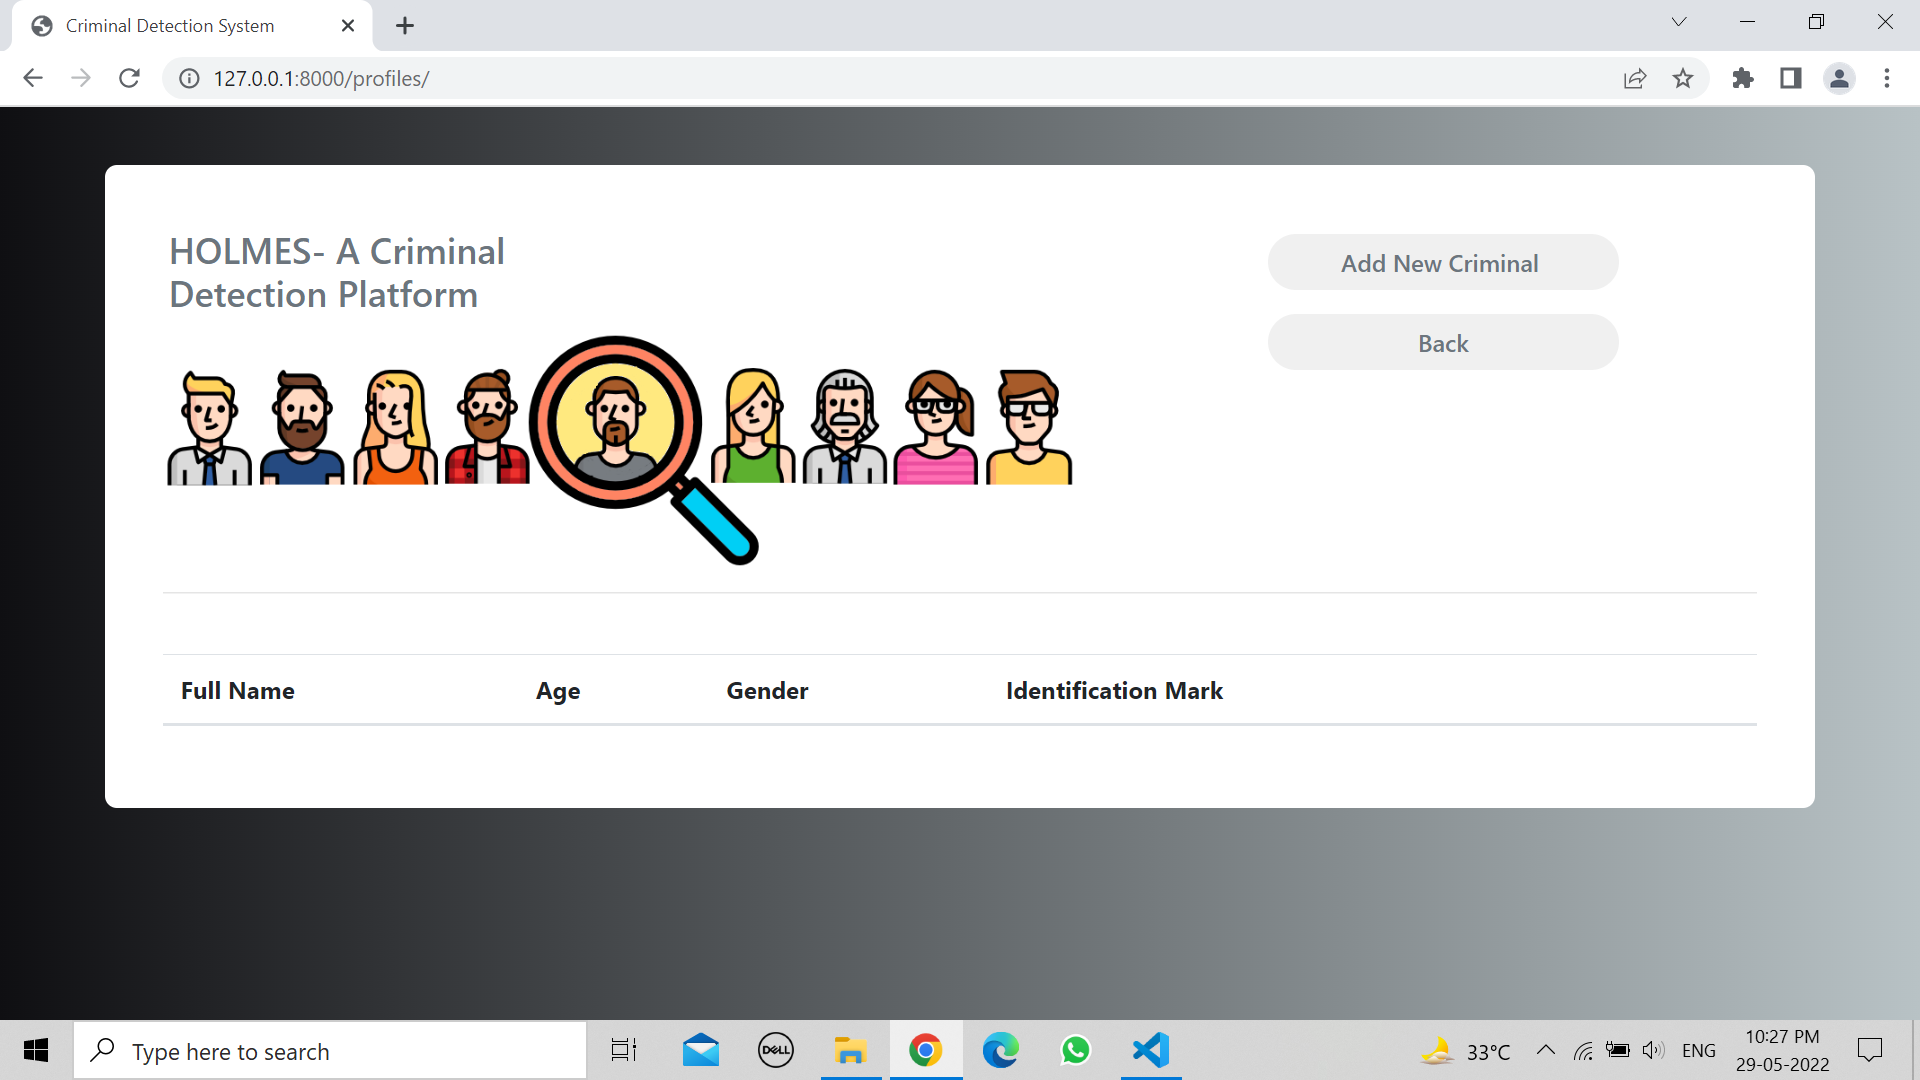 Criminal Detection System
127.0.0.1:8000/profiles/
HOLMES- A Criminal
Detection Platform
Add New Criminal
Back
Full Name Age Gender Identification Mark
Type here to search
DELL
33°C
ENG
10:27 PM
29-05-2022